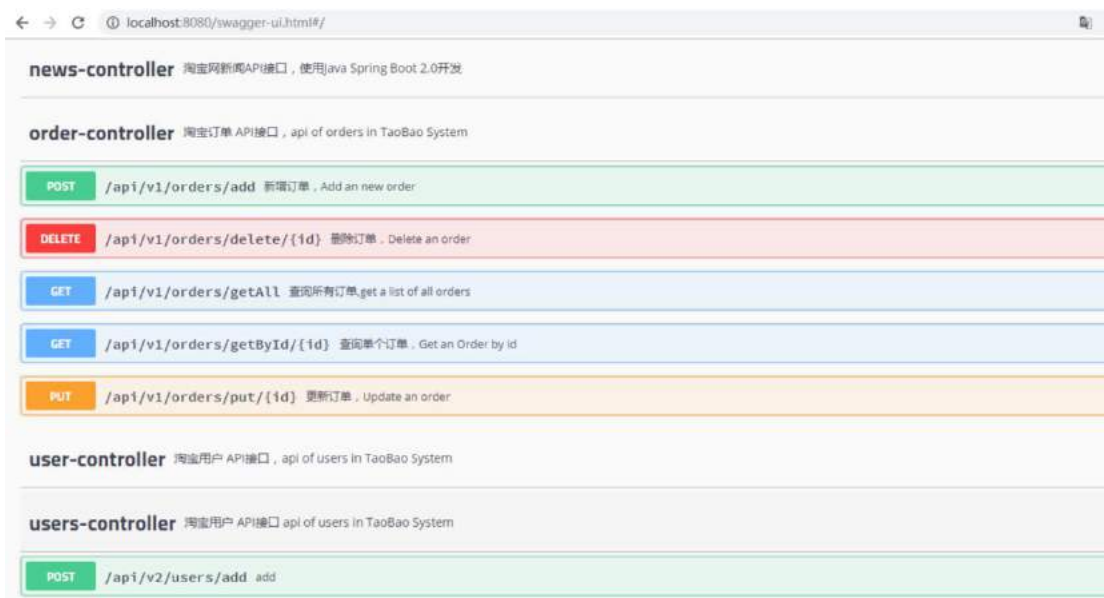 localhost:8080/swagger-ui.html#/
news-controller 淘宝网新闻API接口，使用Java Spring Boot 2.0开发
order-controller 淘宝订单 API接口，api of orders in TaoBao System
POST /api/v1/orders/add 新增订单，Add an new order
DELETE /api/v1/orders/delete/{id} 删除订单，Delete an order
GET /api/v1/orders/getAll 查询所有订单,get a list of all orders
GET /api/v1/orders/getById/{id} 查询单个订单，Get an Order by id
PUT /api/v1/orders/put/{id} 更新订单，Update an order
user-controller 淘宝用户 API接口，api of users in TaoBao System
users-controller 淘宝用户 API接口 api of users in TaoBao System
POST /api/v2/users/add add